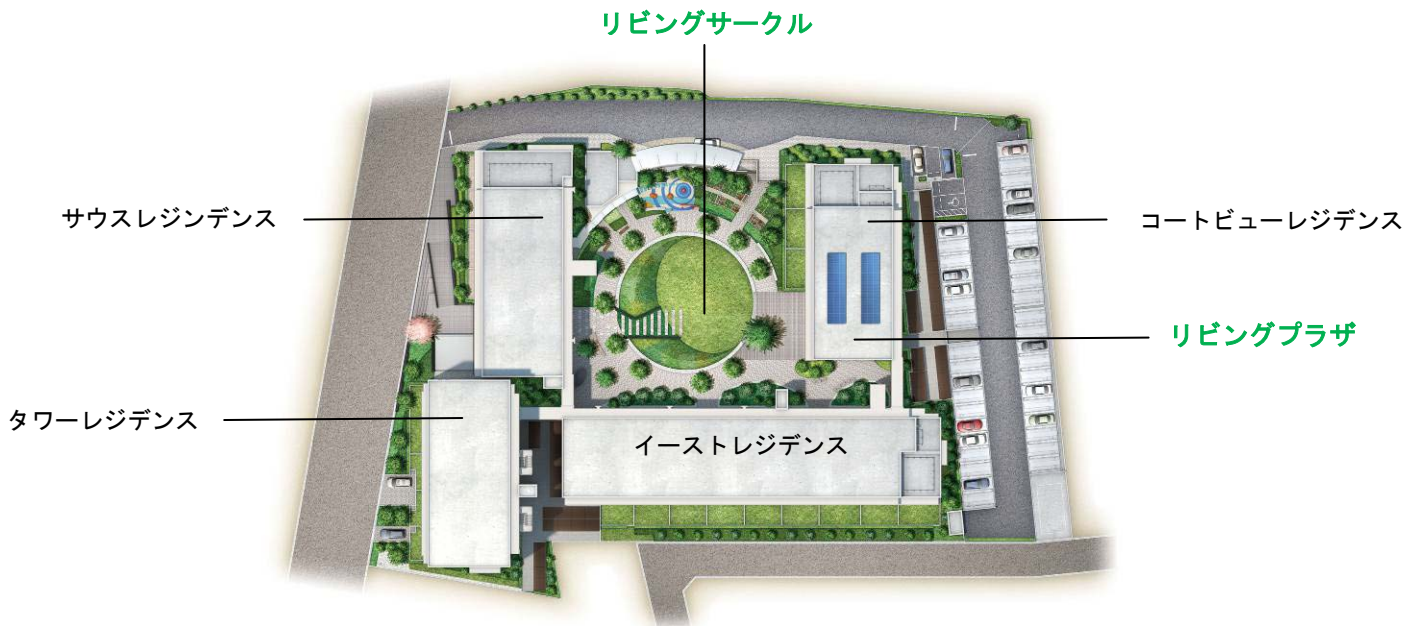 リビングサークル
サウスレジンデンス
コートビューレジデンス
リビングプラザ
タワーレジデンス
イーストレジデンス